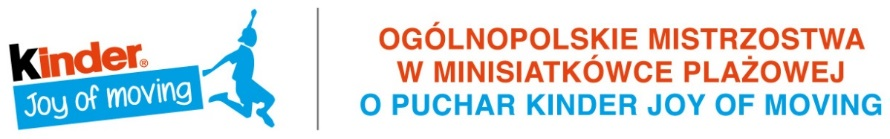 Kinder®
Joy of moving
OGÓLNOPOLSKIE MISTRZOSTWA
W MINISIATKÓWCE PLAŻOWEJ
O PUCHAR KINDER JOY OF MOVING